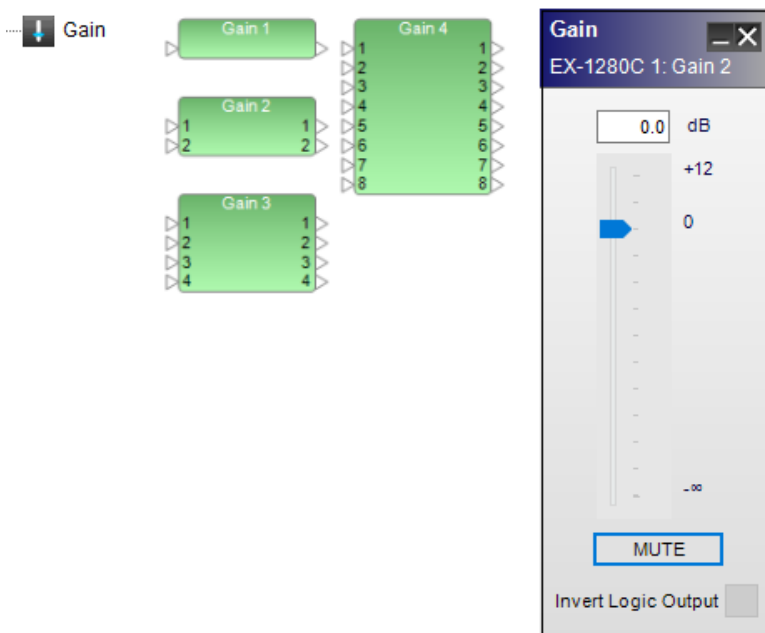 Gain
Gain 1
Gain 2
1 1
2 2
Gain 3
1 1
2 2
3 3
4 4
Gain 4
1 1
2 2
3 3
4 4
5 5
6 6
7 7
8 8
Gain
EX-1280C 1: Gain 2
0.0 dB
+12
0
-∞
MUTE
Invert Logic Output